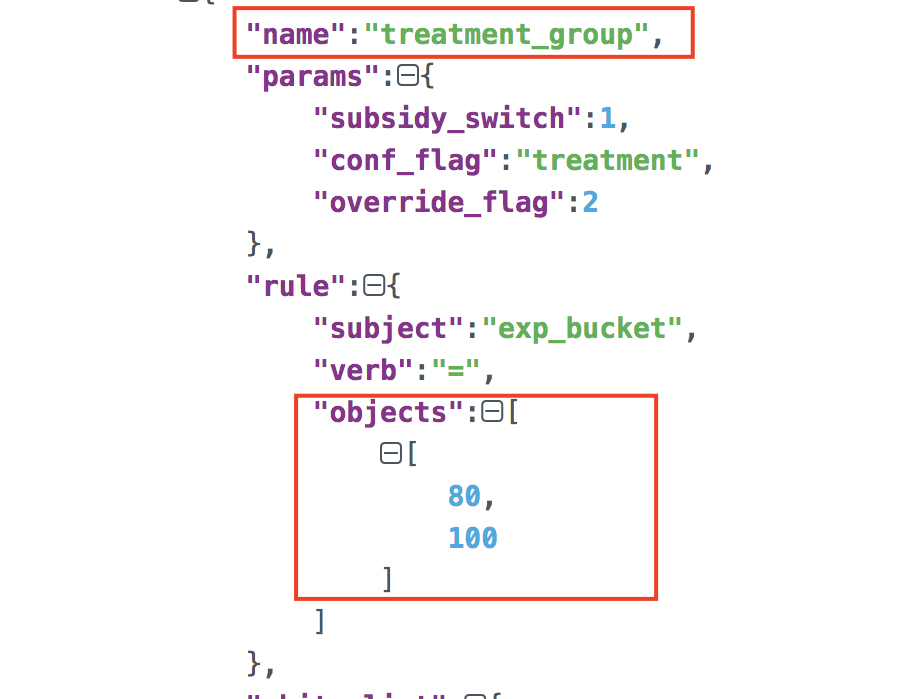 {
"name":"treatment_group",
"params":{
"subsidy_switch":1,
"conf_flag":"treatment",
"override_flag":2
},
"rule":{
"subject":"exp_bucket",
"verb":"=",
"objects":[
[
80,
100
]
]
},